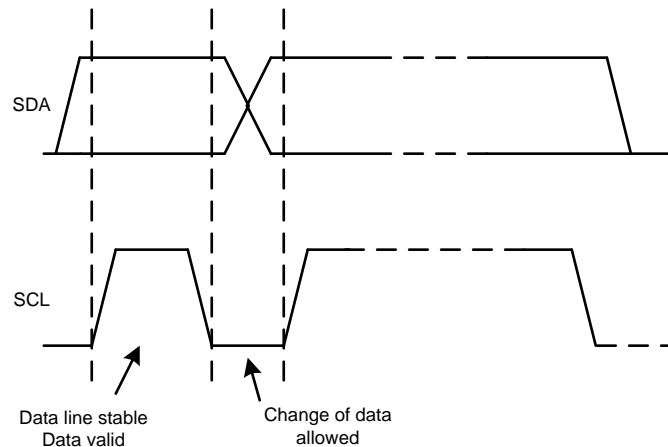 SDA
SCL
Data line stable
Data valid
Change of data
allowed